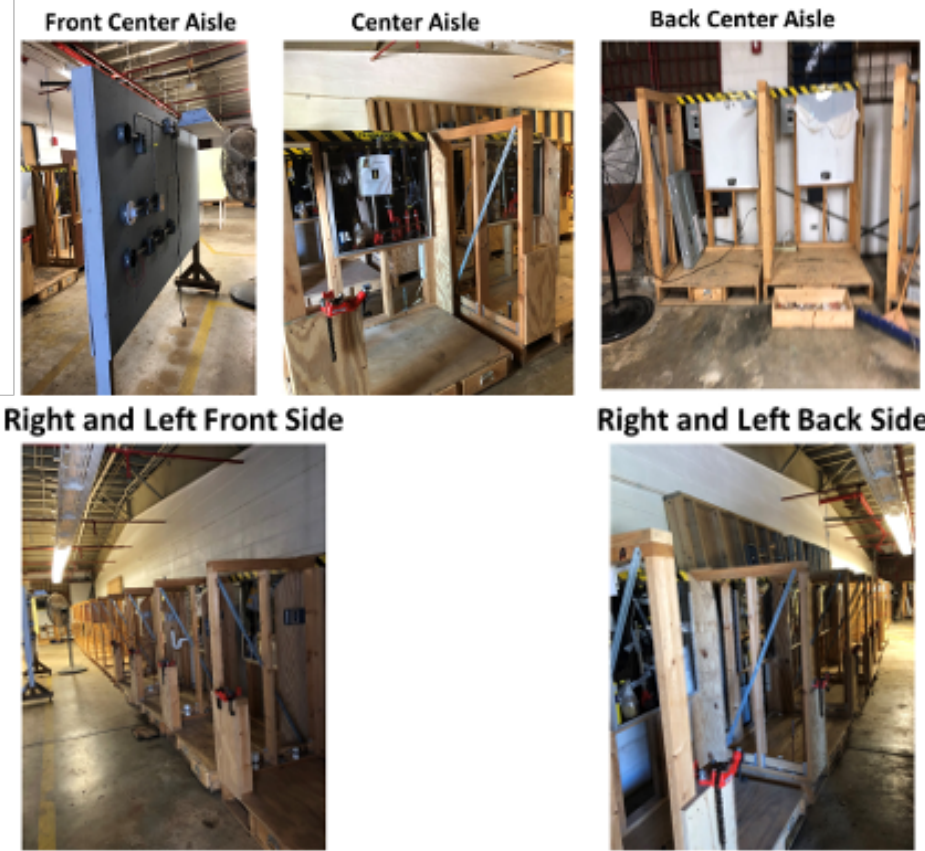 Front Center Aisle
Center Aisle
Back Center Aisle
Right and Left Front Side
Right and Left Back Side